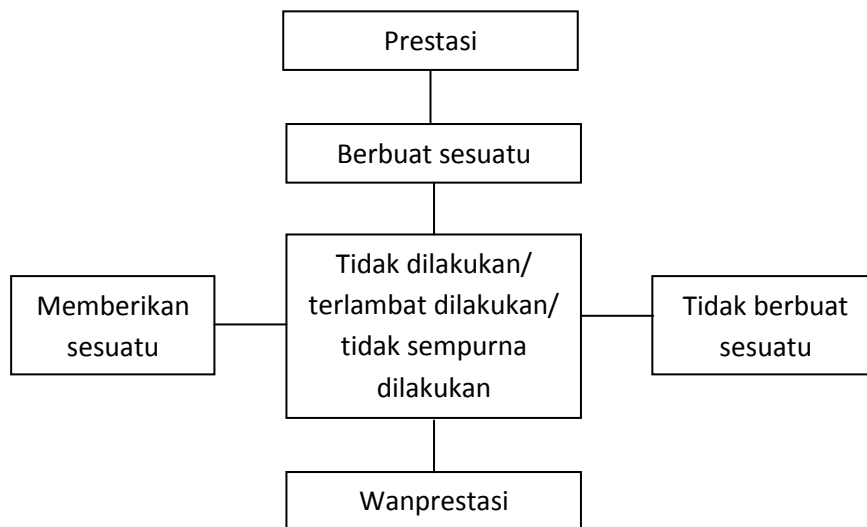 Prestasi
Berbuat sesuatu
Memberikan
sesuatu
Tidak dilakukan/
terlambat dilakukan/
tidak sempurna
dilakukan
Tidak berbuat
sesuatu
Wanprestasi